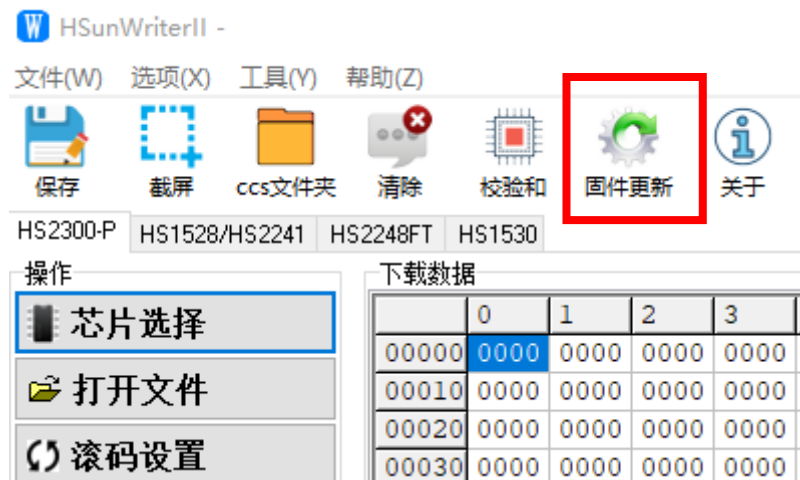 HSunWriterII -
文件(W) 选项(X) 工具(Y) 帮助(Z)
保存 截屏 ccs文件夹 清除 校验和 固件更新 关于
HS2300-P HS1528/HS2241 HS2248FT HS1530
操作 下载数据
芯片选择
0 1 2 3
00000 0000 0000 0000 0000
打开文件
00010 0000 0000 0000 0000
00020 0000 0000 0000 0000
滚码设置
00030 0000 0000 0000 0000